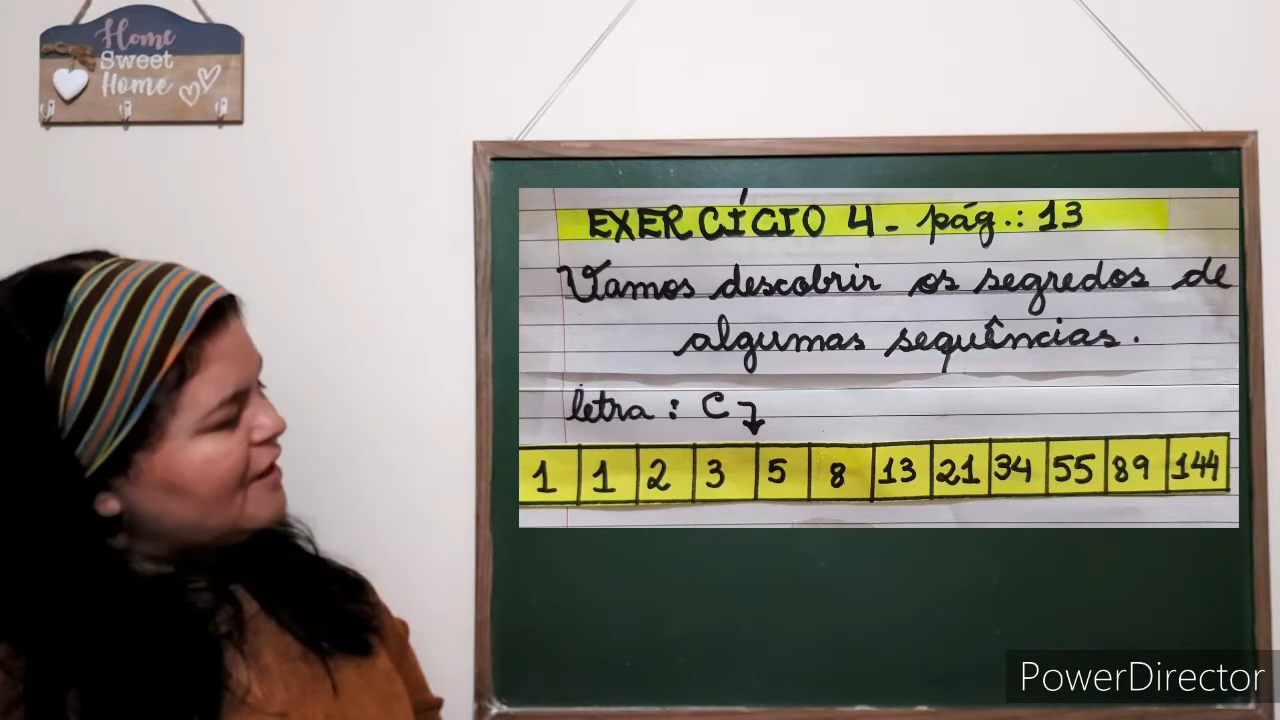 Home
Sweet
Home
EXERCÍCIO 4 - pág.: 13
Vamos descobrir os segredos de
algumas sequências.
letra: C
1 1 2 3 5 8 13 21 34 55 89 144
PowerDirector